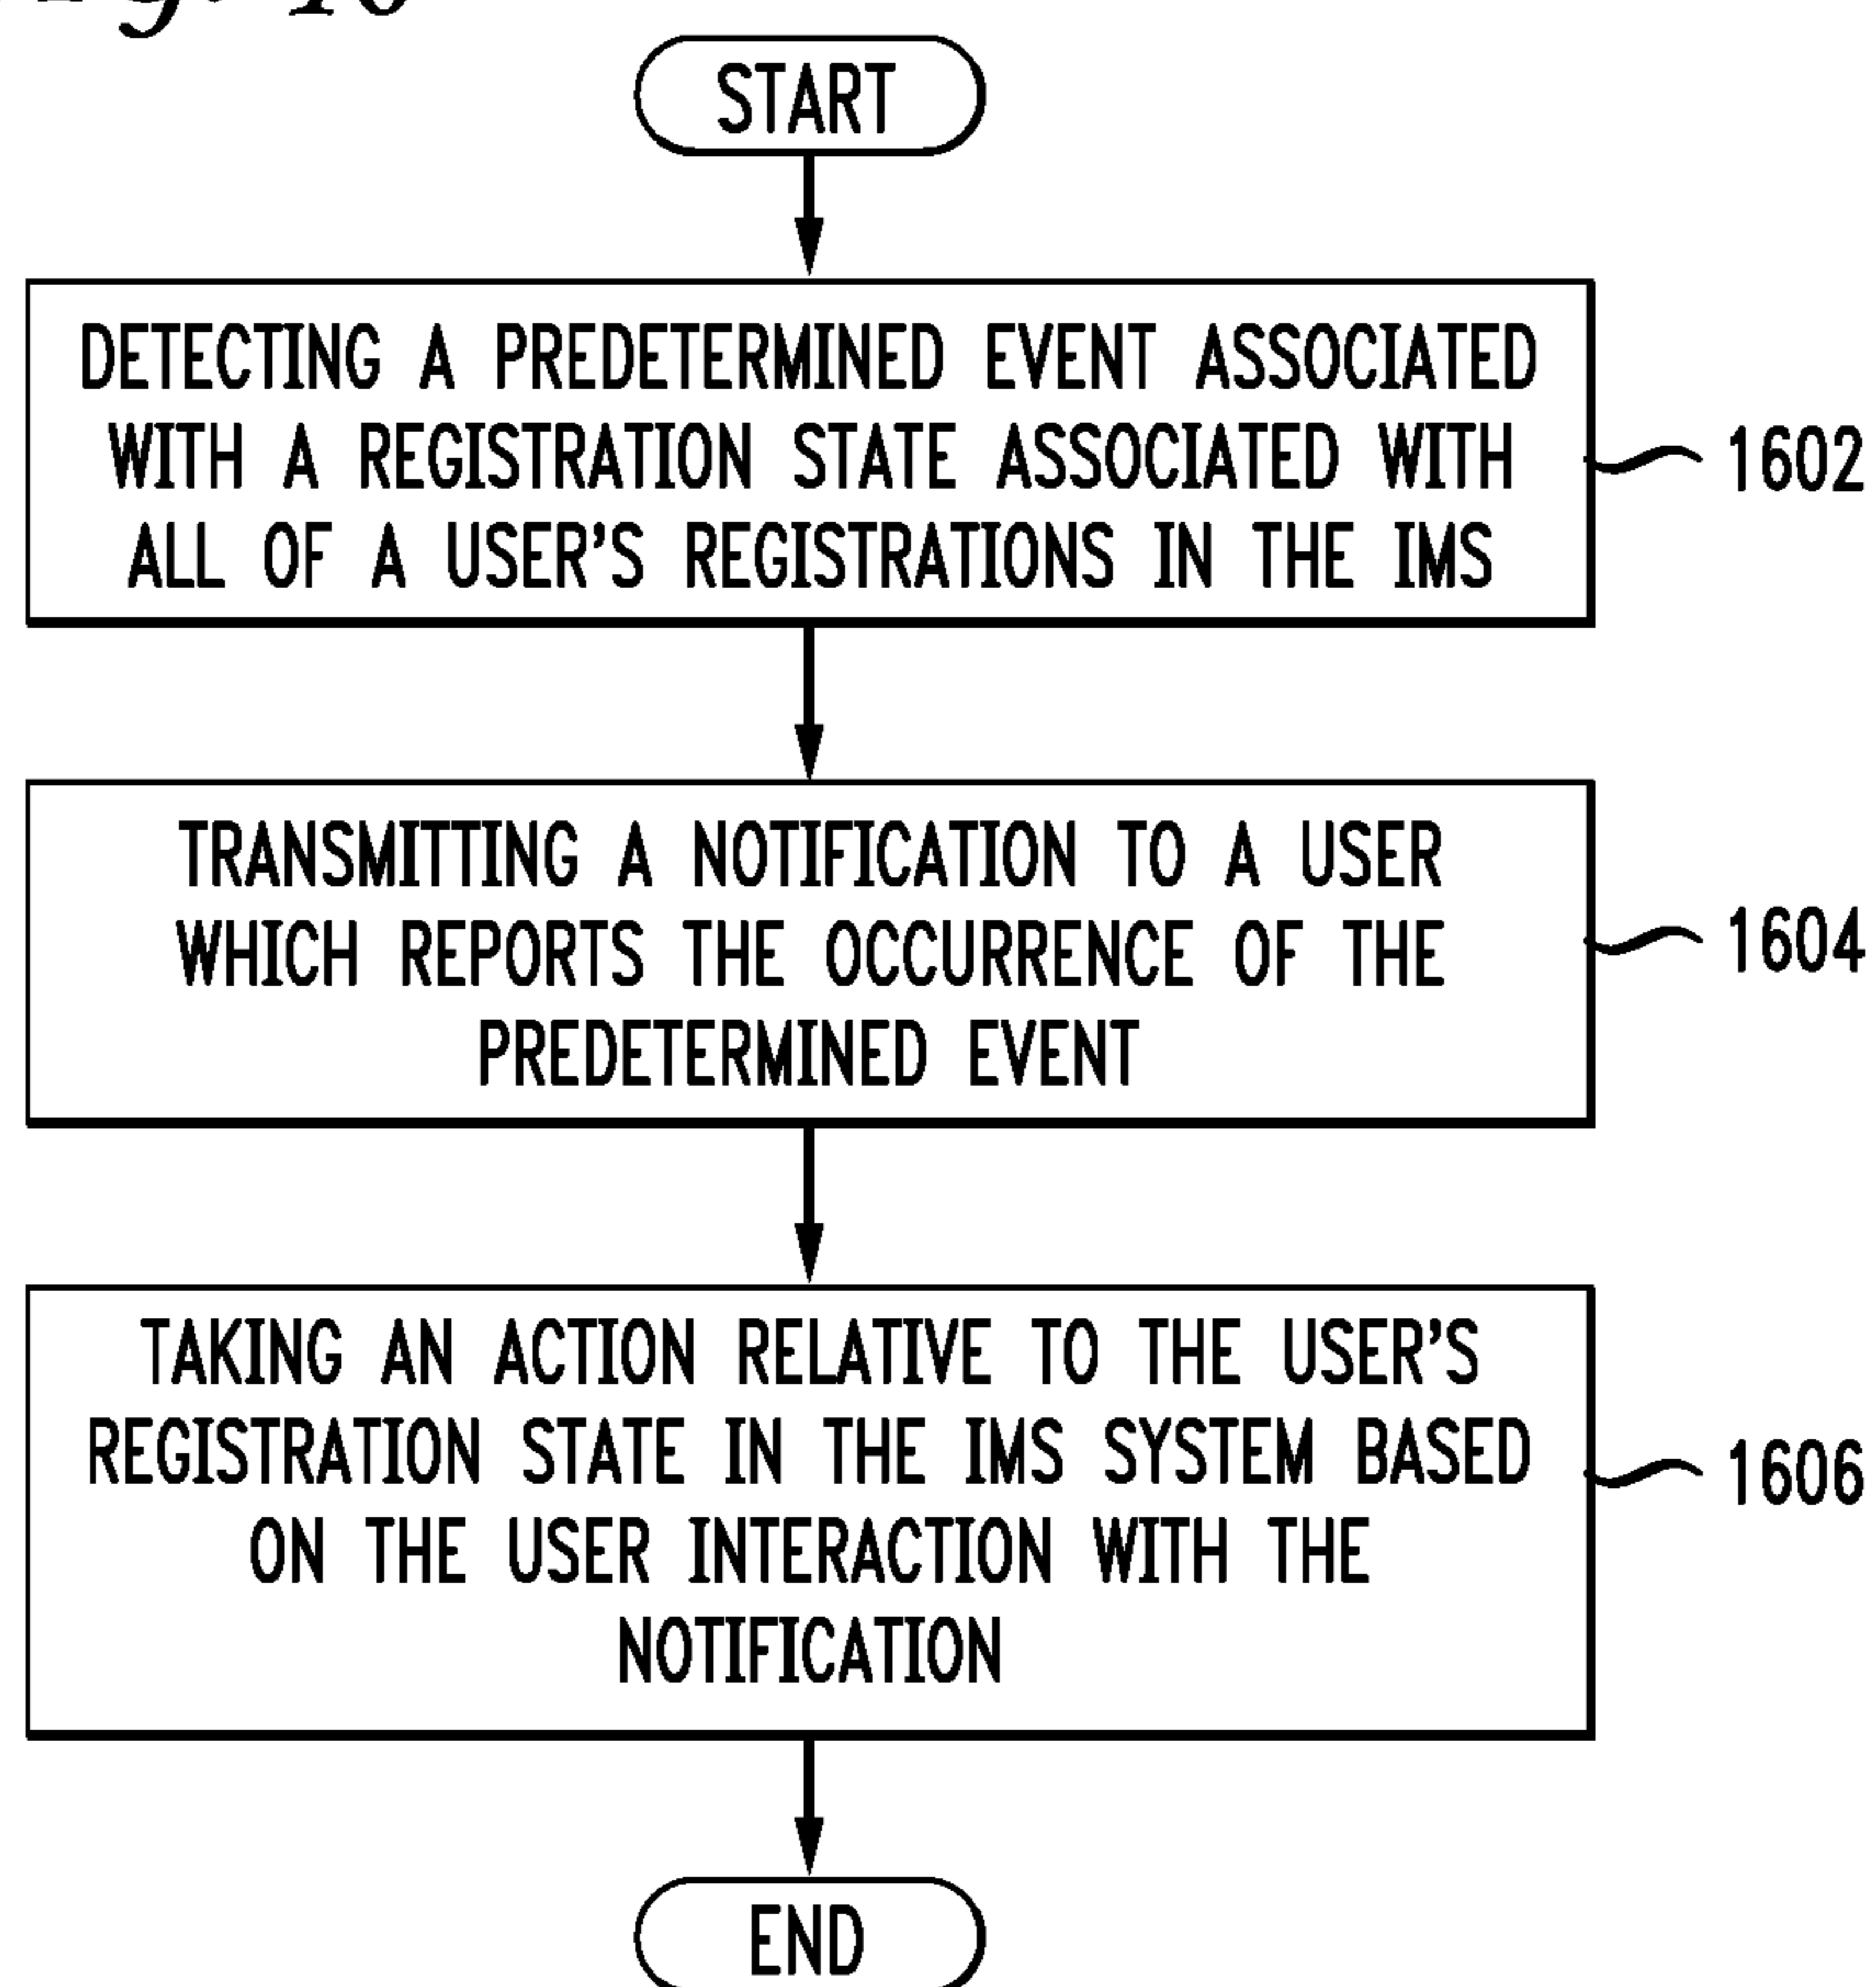 START
DETECTING A PREDETERMINED EVENT ASSOCIATED
WITH A REGISTRATION STATE ASSOCIATED WITH
ALL OF A USER'S REGISTRATIONS IN THE IMS
1602
TRANSMITTING A NOTIFICATION TO A USER
WHICH REPORTS THE OCCURRENCE OF THE
PREDETERMINED EVENT
1604
TAKING AN ACTION RELATIVE TO THE USER'S
REGISTRATION STATE IN THE IMS SYSTEM BASED
ON THE USER INTERACTION WITH THE
NOTIFICATION
1606
END